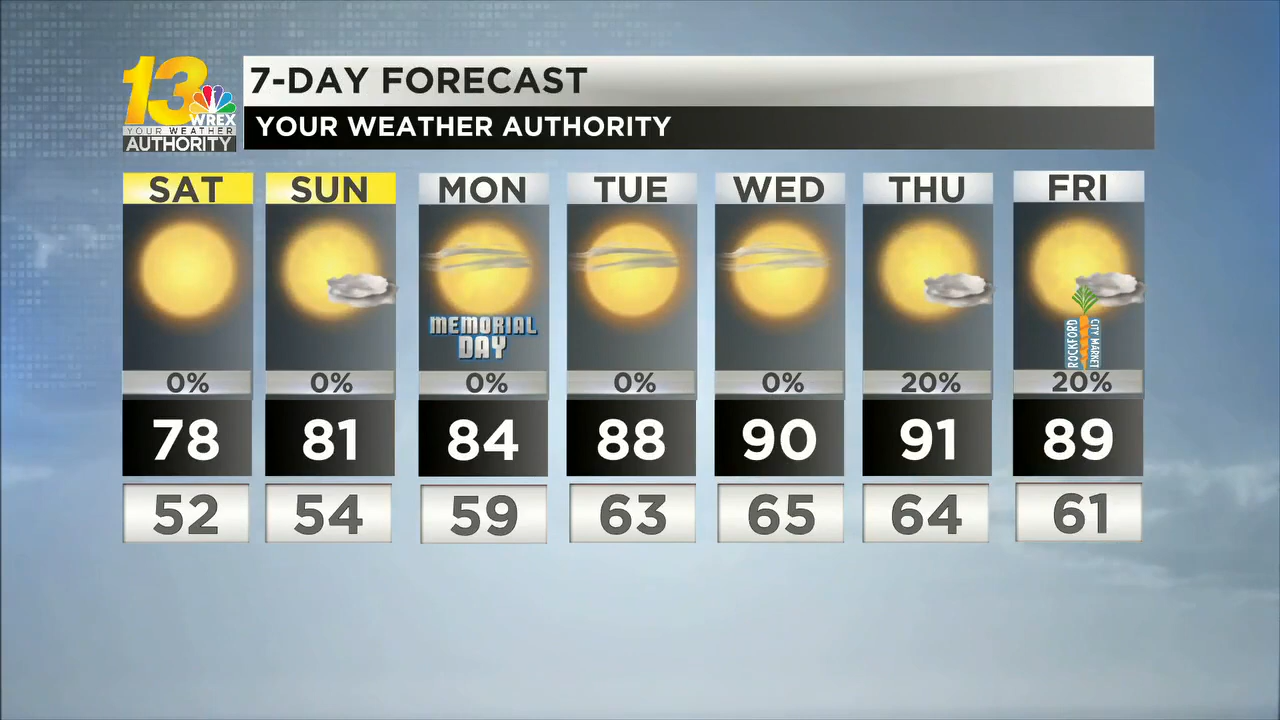 13
WREX
YOUR WEATHER
AUTHORITY
7-DAY FORECAST
YOUR WEATHER AUTHORITY
SAT SUN MON TUE WED THU FRI
MEMORIAL
DAY
ROCKFORD
CITY MARKET
0% 0% 0% 0% 0% 20% 20%
78 81 84 88 90 91 89
52 54 59 63 65 64 61